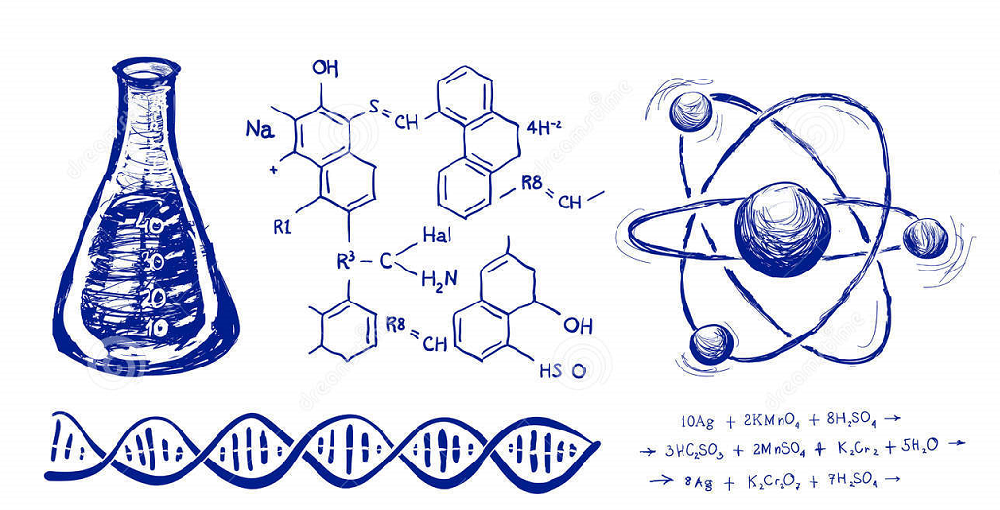 40
30
20
10
OH
Na
S=CH
4H-2
+
R8=CH
R1
R³-C
Hal
H₂N
R8=CH
OH
HS O
10Ag + 2KMnO₄ + 8H₂SO₄ →
→ 3HC₂SO₃ + 2MnSO₄ + K₂Cr₂ + 5H₂O →
→ 8Ag + K₂Cr₂O₇ + 7H₂SO₄ →